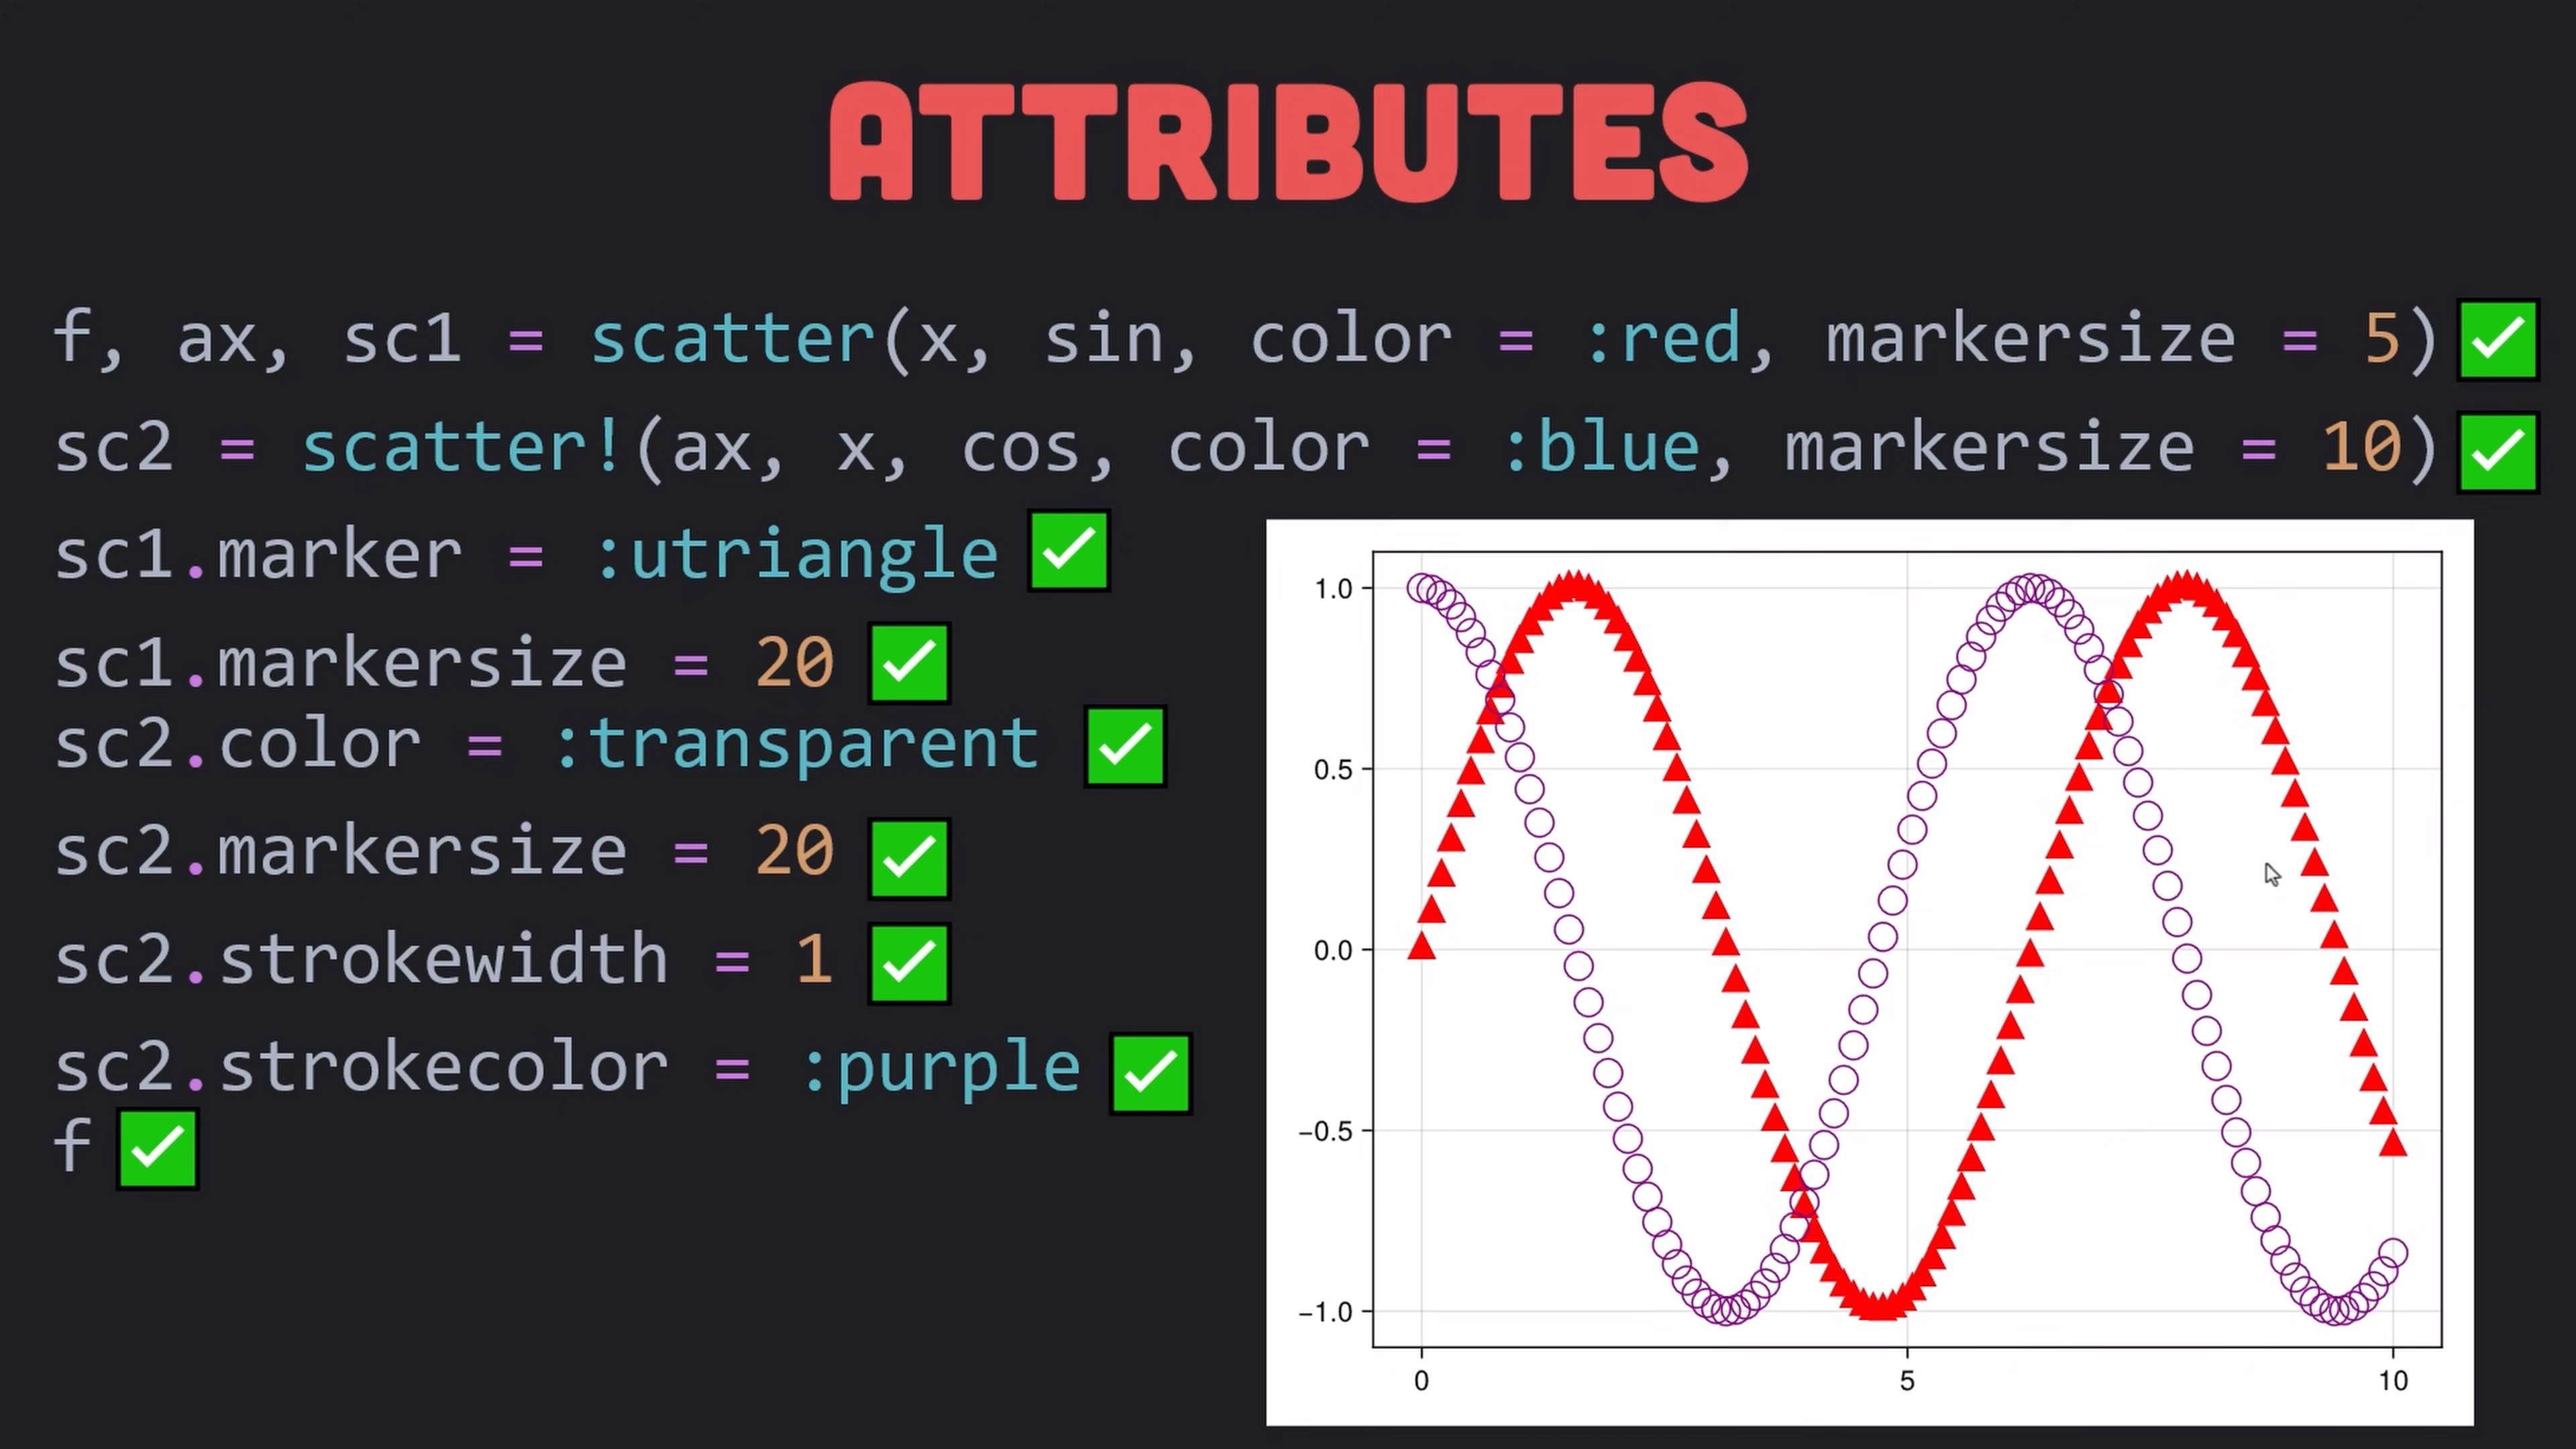 ATTRIBUTES
f, ax, sc1 = scatter(x, sin, color = :red, markersize = 5)
sc2 = scatter!(ax, x, cos, color = :blue, markersize = 10)
sc1.marker = :utriangle
sc1.markersize = 20
sc2.color = :transparent
sc2.markersize = 20
sc2.strokewidth = 1
sc2.strokecolor = :purple
f
1.0
0.5
0.0
−0.5
−1.0
0 5 10